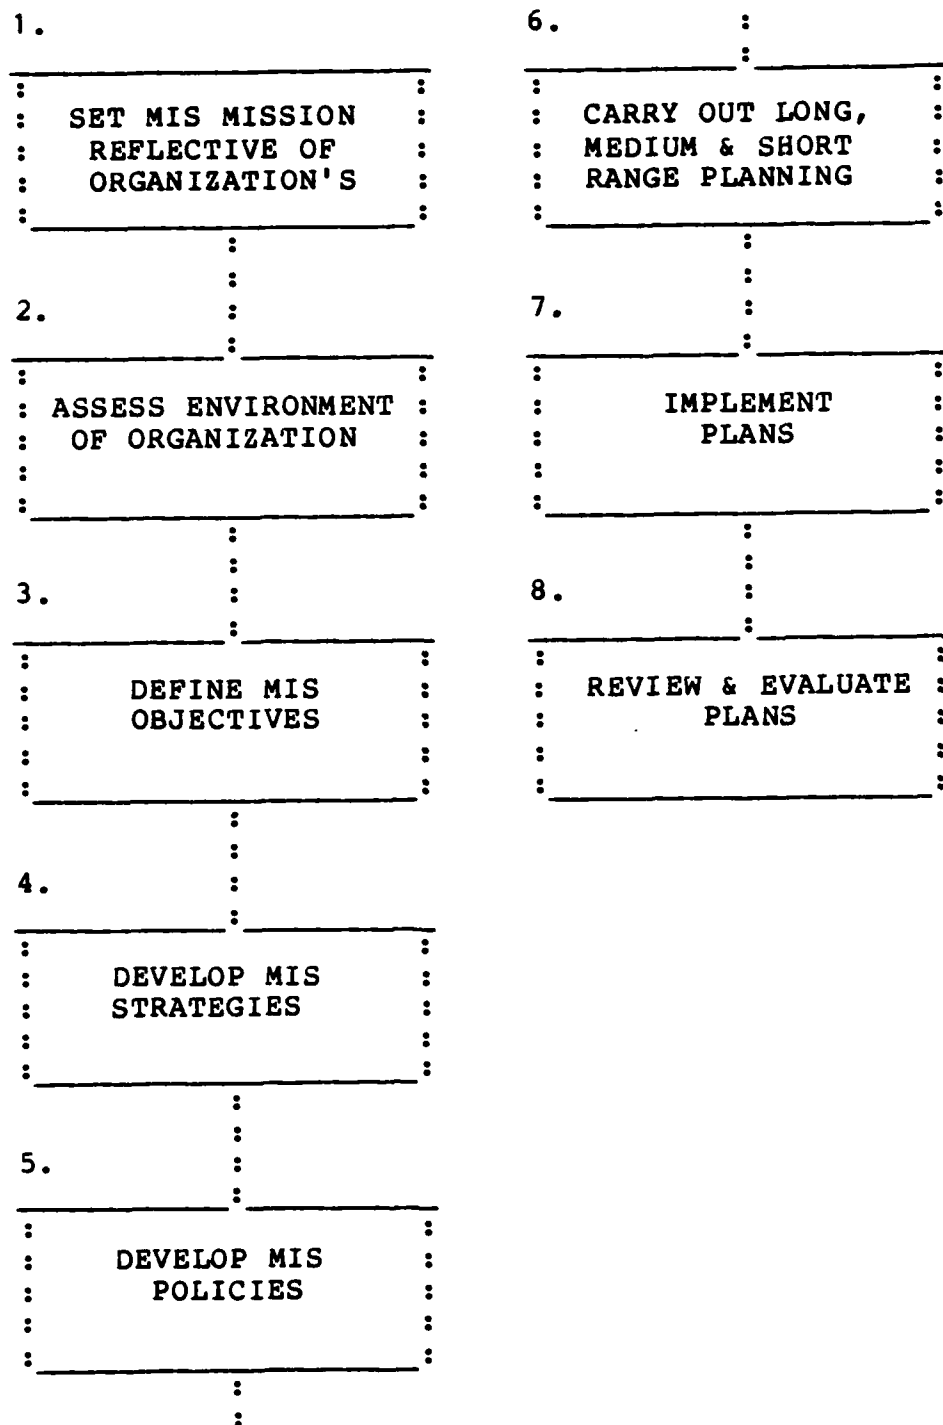 1.
SET MIS MISSION
REFLECTIVE OF
ORGANIZATION'S
2.
ASSESS ENVIRONMENT
OF ORGANIZATION
3.
DEFINE MIS
OBJECTIVES
4.
DEVELOP MIS
STRATEGIES
5.
DEVELOP MIS
POLICIES
6.
CARRY OUT LONG,
MEDIUM & SHORT
RANGE PLANNING
7.
IMPLEMENT
PLANS
8.
REVIEW & EVALUATE
PLANS